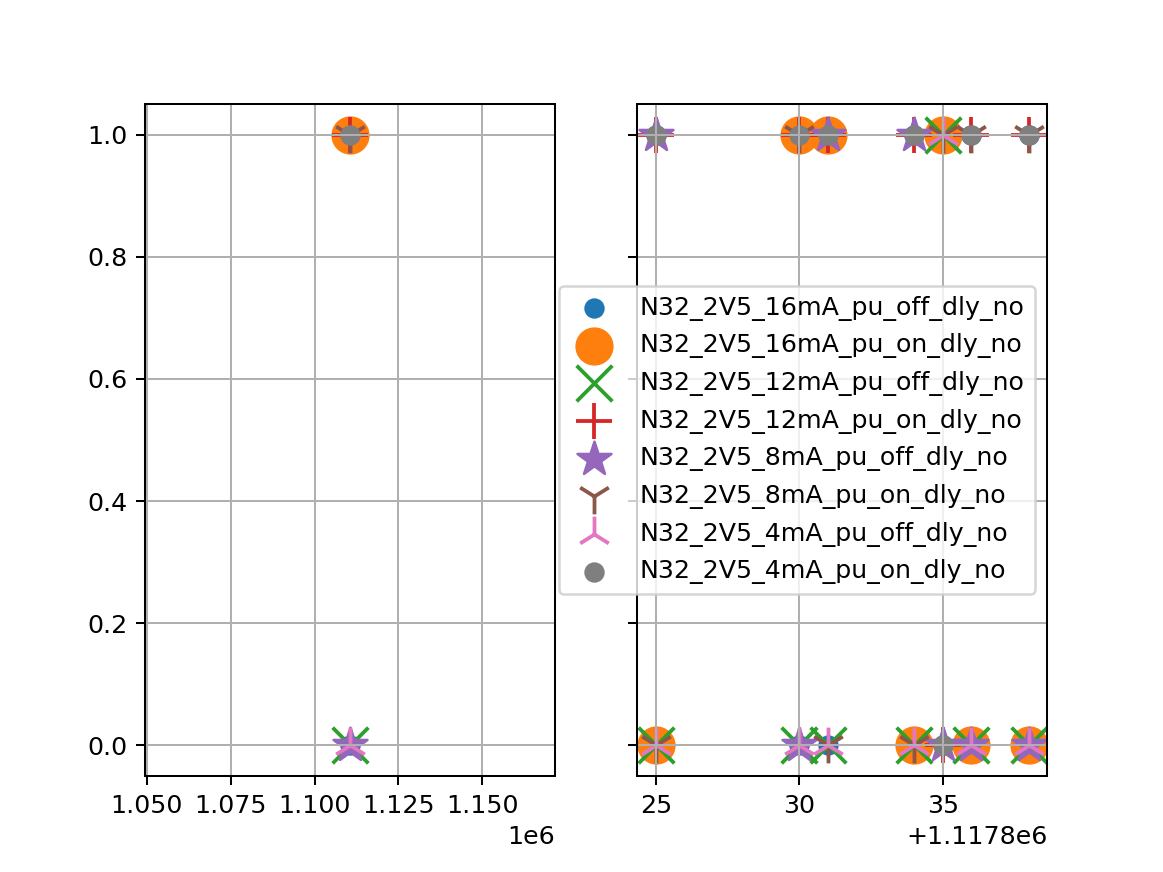 1.0
0.8
0.6
0.4
0.2
0.0
1.050 1.075 1.100 1.125 1.150
1e6
N32_2V5_16mA_pu_off_dly_no
N32_2V5_16mA_pu_on_dly_no
N32_2V5_12mA_pu_off_dly_no
N32_2V5_12mA_pu_on_dly_no
N32_2V5_8mA_pu_off_dly_no
N32_2V5_8mA_pu_on_dly_no
N32_2V5_4mA_pu_off_dly_no
N32_2V5_4mA_pu_on_dly_no
25 30 35
+1.1178e6